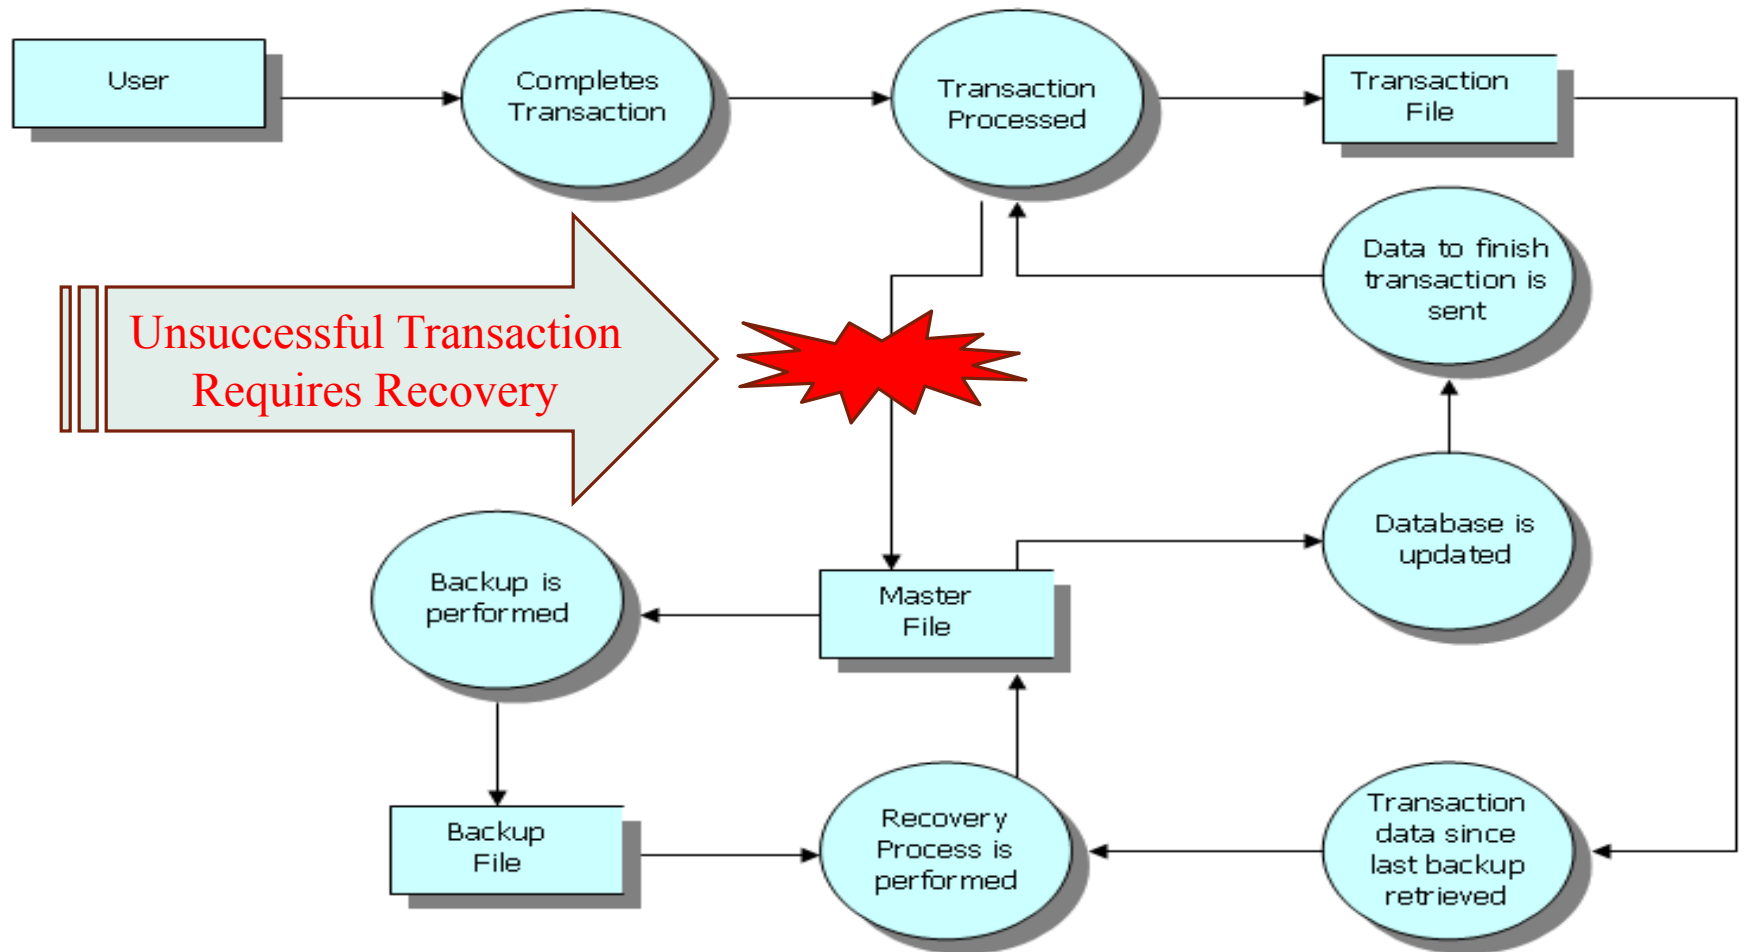 User
Completes
Transaction
Transaction
Processed
Transaction
File
Data to finish
transaction is
sent
Unsuccessful Transaction
Requires Recovery
Database is
updated
Backup is
performed
Master
File
Backup
File
Recovery
Process is
performed
Transaction
data since
last backup
retrieved